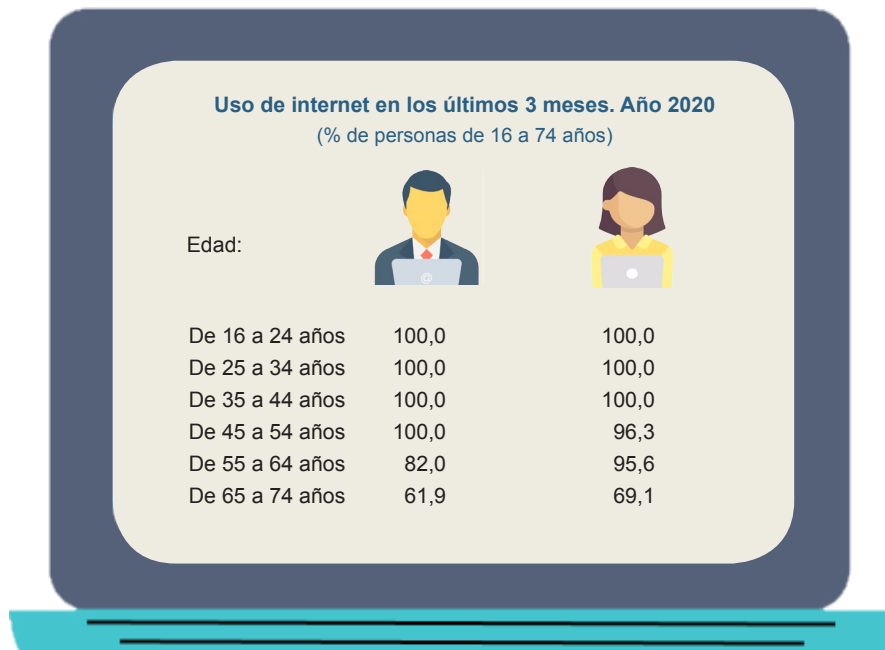 Uso de internet en los últimos 3 meses. Año 2020
(% de personas de 16 a 74 años)
Edad:
@
De 16 a 24 años 100,0 100,0
De 25 a 34 años 100,0 100,0
De 35 a 44 años 100,0 100,0
De 45 a 54 años 100,0 96,3
De 55 a 64 años 82,0 95,6
De 65 a 74 años 61,9 69,1